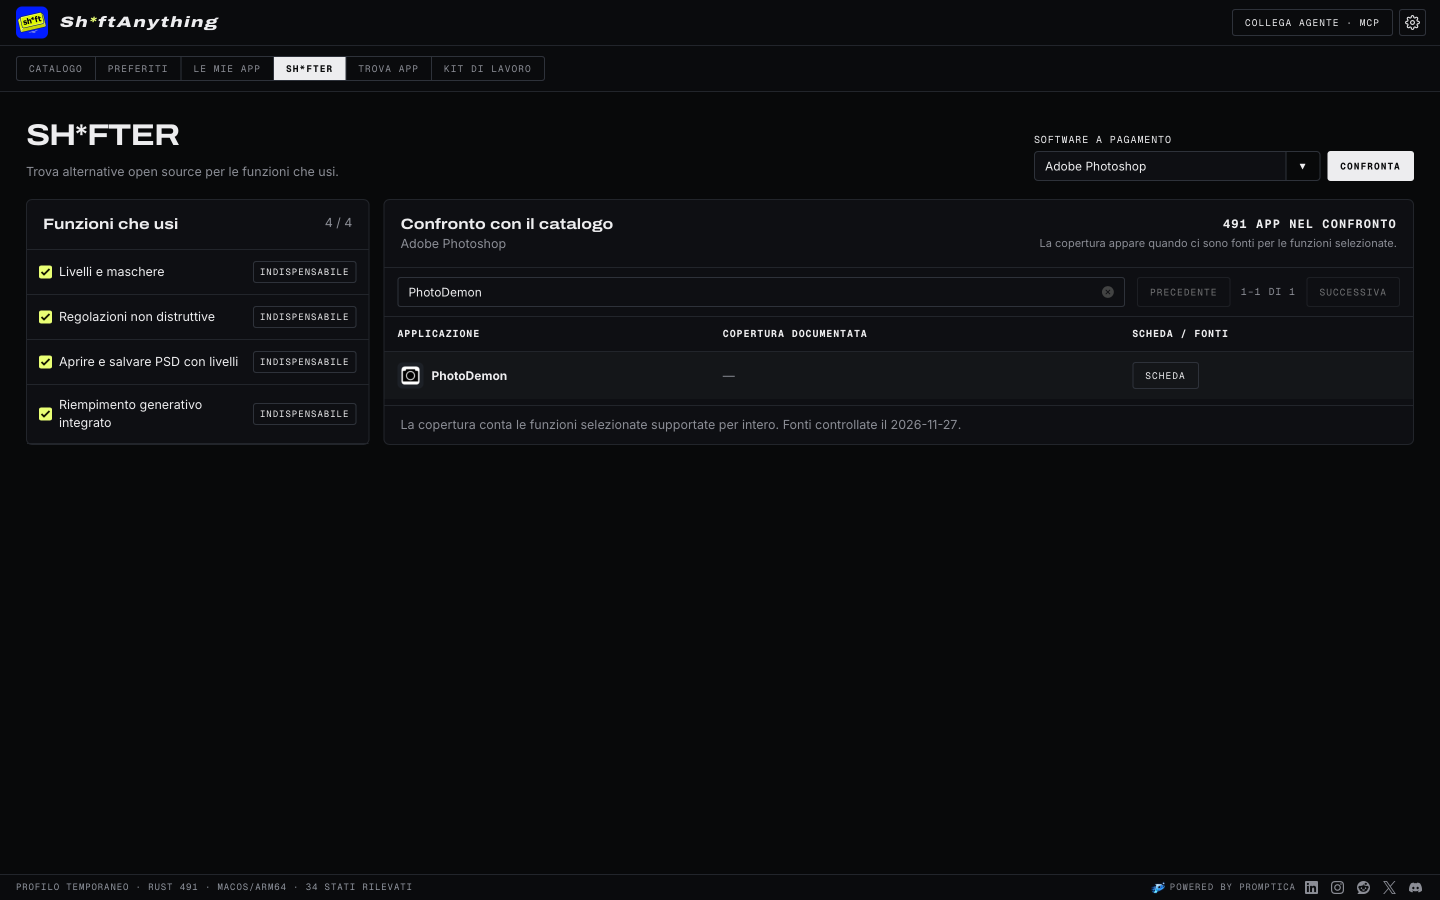 sh*ft
Sh*ftAnything
COLLEGA AGENTE · MCP
CATALOGO
PREFERITI
LE MIE APP
SH*FTER
TROVA APP
KIT DI LAVORO
SH*FTER
Trova alternative open source per le funzioni che usi.
SOFTWARE A PAGAMENTO
Adobe Photoshop
CONFRONTA
Funzioni che usi
4 / 4
Livelli e maschere
INDISPENSABILE
Regolazioni non distruttive
INDISPENSABILE
Aprire e salvare PSD con livelli
INDISPENSABILE
Riempimento generativo
integrato
INDISPENSABILE
Confronto con il catalogo
Adobe Photoshop
491 APP NEL CONFRONTO
La copertura appare quando ci sono fonti per le funzioni selezionate.
PhotoDemon
PRECEDENTE
1–1 DI 1
SUCCESSIVA
APPLICAZIONE
COPERTURA DOCUMENTATA
SCHEDA / FONTI
PhotoDemon
—
SCHEDA
La copertura conta le funzioni selezionate supportate per intero. Fonti controllate il 2026-11-27.
PROFILO TEMPORANEO · RUST 491 · MACOS/ARM64 · 34 STATI RILEVATI
POWERED BY PROMPTICA